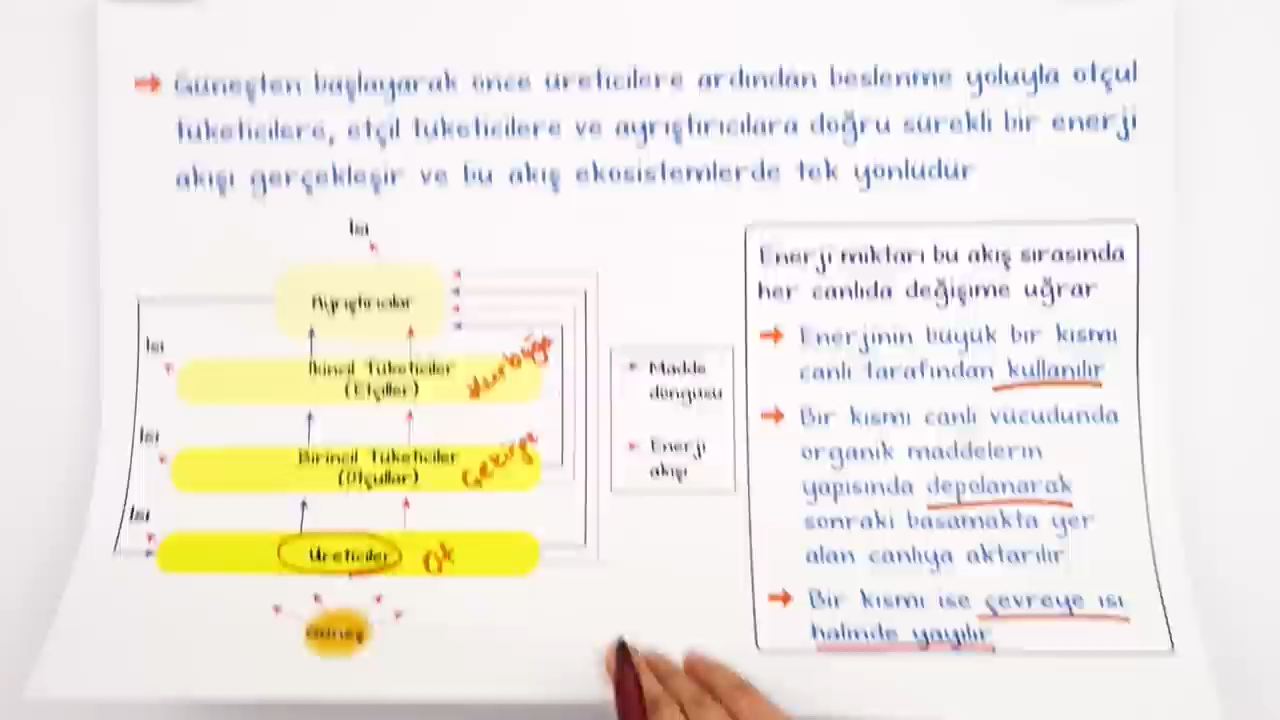 Güneşten başlayarak önce üreticilere ardından beslenme yoluyla otçul
tüketicilere, etçil tüketicilere ve ayrıştırıcılara doğru sürekli bir enerji
akışı gerçekleşir ve bu akış ekosistemlerde tek yönlüdür
Isı
Ayrıştırıcılar
Isı
İkincil Tüketiciler
(Etçiller)
kurbağa
Isı
Birincil Tüketiciler
(Otçullar)
Çekirge
Isı
Üreticiler
Ot
Güneş
Madde
döngüsü
Enerji
akışı
Enerji miktarı bu akış sırasında
her canlıda değişime uğrar
Enerjinin büyük bir kısmı
canlı tarafından kullanılır
Bir kısmı canlı vücudunda
organik maddelerin
yapısında depolanarak
sonraki basamakta yer
alan canlıya aktarılır
Bir kısmı ise çevreye ısı
halinde yayılır